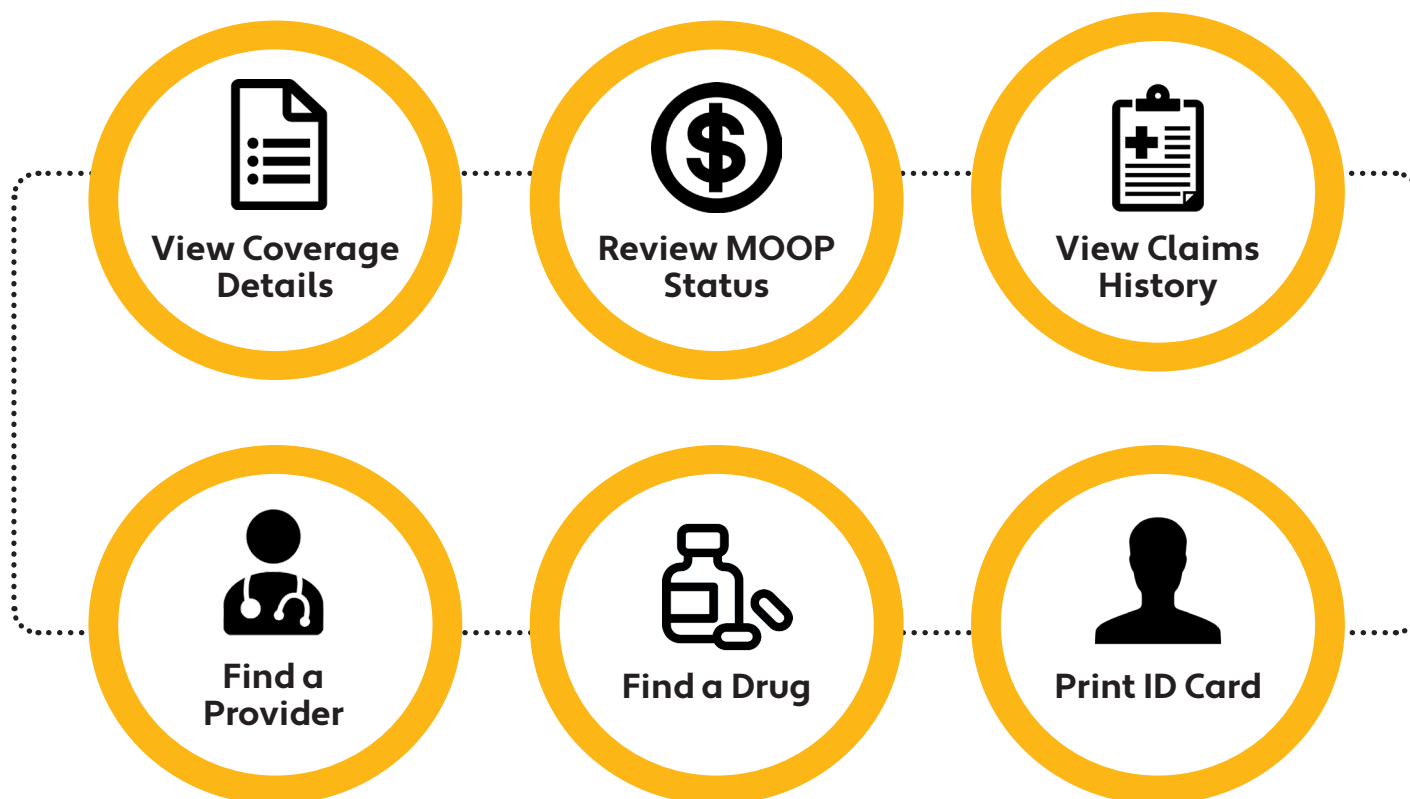 View Coverage
Details
Review MOOP
Status
View Claims
History
Find a
Provider
Find a Drug
Print ID Card